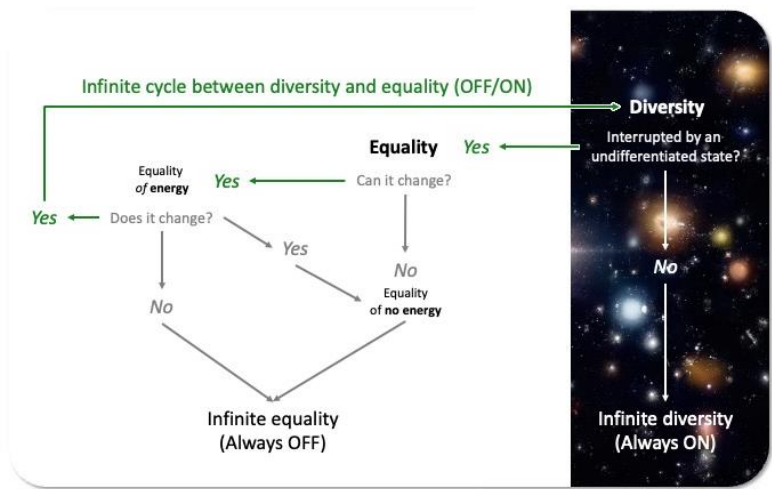 Infinite cycle between diversity and equality (OFF/ON)
Diversity
Equality
Yes
Interrupted by an
undifferentiated state?
Equality
of energy
Yes
Can it change?
Yes
Does it change?
Yes
No
No
Equality
of no energy
No
Infinite equality
(Always OFF)
Infinite diversity
(Always ON)